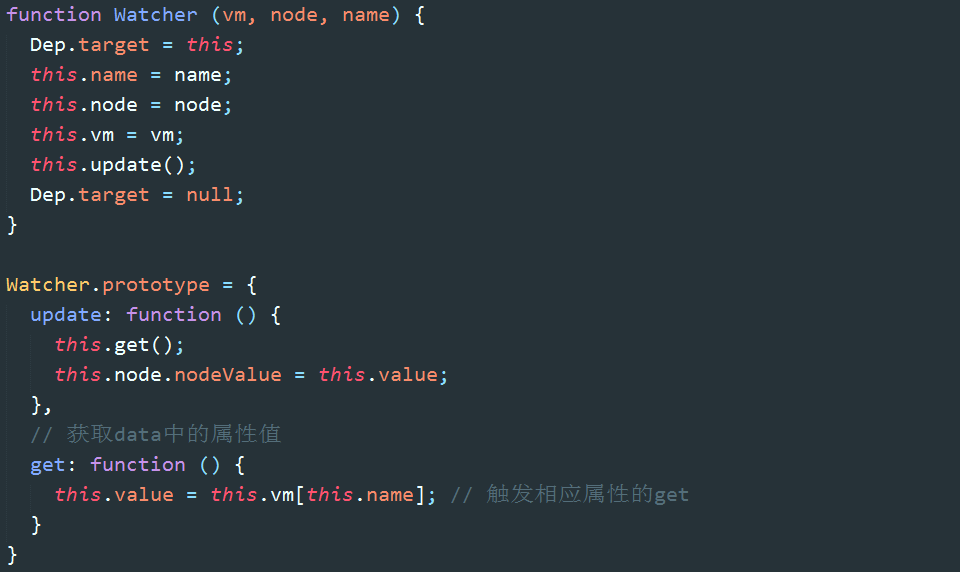 function Watcher (vm, node, name) {
  Dep.target = this;
  this.name = name;
  this.node = node;
  this.vm = vm;
  this.update();
  Dep.target = null;
}

Watcher.prototype = {
  update: function () {
    this.get();
    this.node.nodeValue = this.value;
  },
  // 获取data中的属性值
  get: function () {
    this.value = this.vm[this.name]; // 触发相应属性的get
  }
}